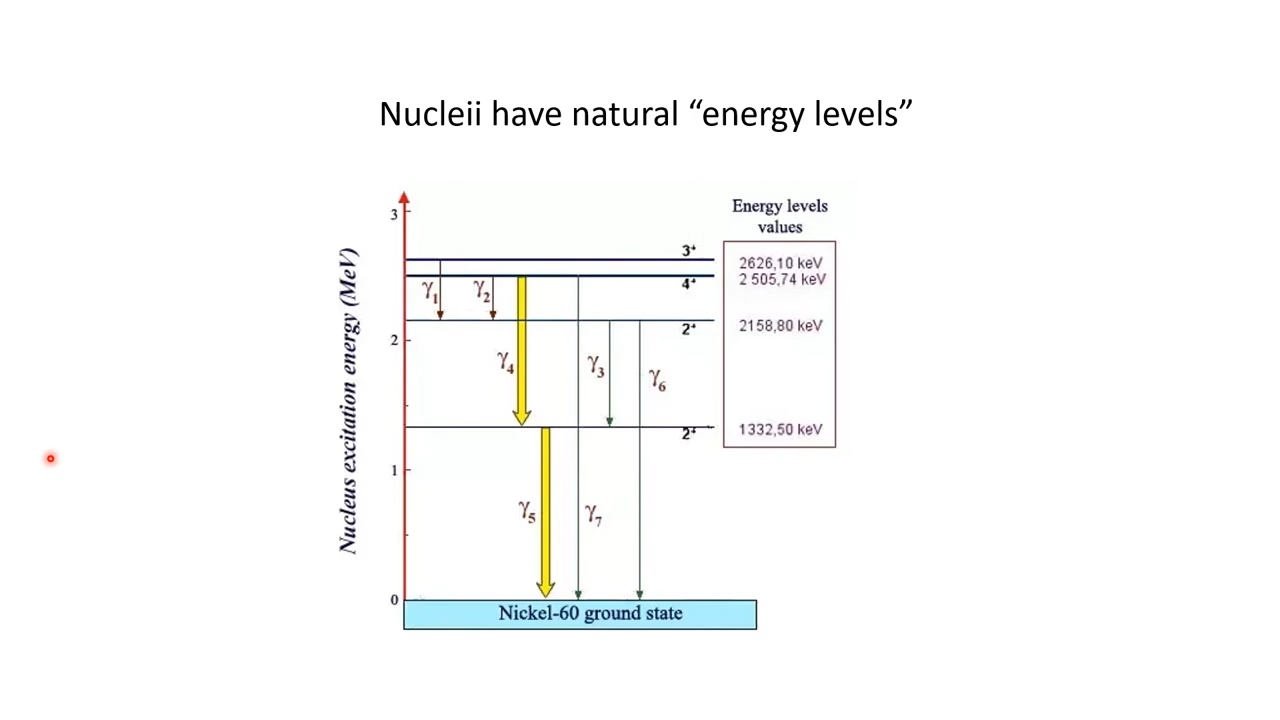 Nucleii have natural “energy levels”
Energy levels
values
Nucleus excitation energy (MeV)
3
2
1
0
3+
4+
2+
2+
γ1
γ2
γ4
γ3
γ6
γ5
γ7
2626,10 keV
2 505,74 keV
2158,80 keV
1332,50 keV
Nickel-60 ground state